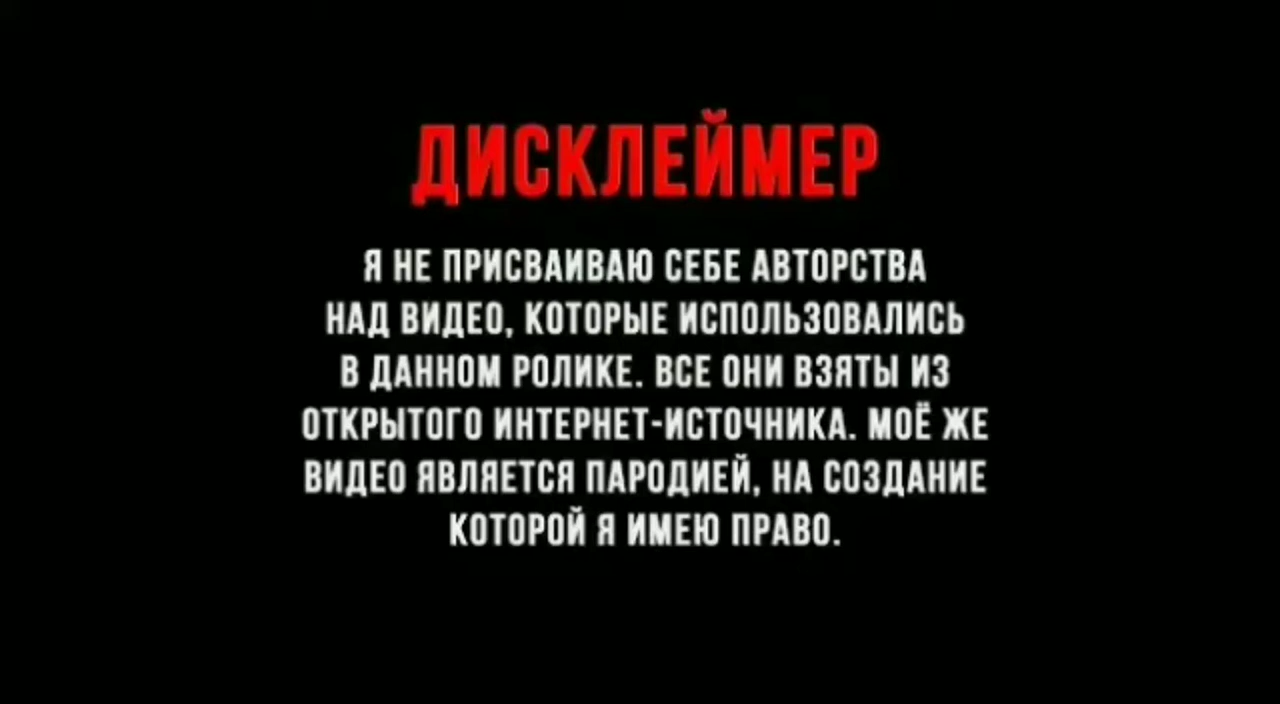 ДИСКЛЕЙМЕР
Я НЕ ПРИСВАИВАЮ СЕБЕ АВТОРСТВА
НАД ВИДЕО, КОТОРЫЕ ИСПОЛЬЗОВАЛИСЬ
В ДАННОМ РОЛИКЕ. ВСЕ ОНИ ВЗЯТЫ ИЗ
ОТКРЫТОГО ИНТЕРНЕТ-ИСТОЧНИКА. МОЁ ЖЕ
ВИДЕО ЯВЛЯЕТСЯ ПАРОДИЕЙ, НА СОЗДАНИЕ
КОТОРОЙ Я ИМЕЮ ПРАВО.